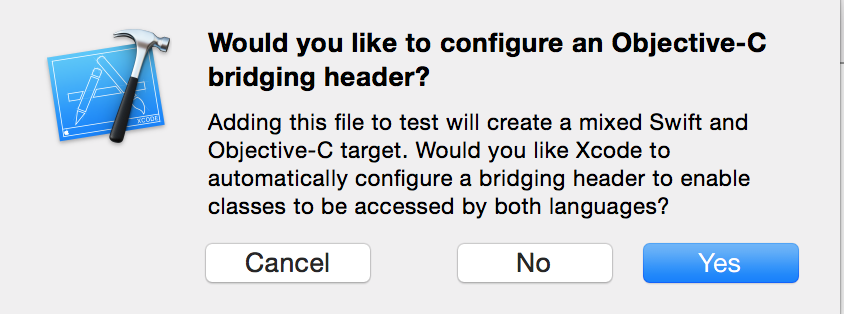 Would you like to configure an Objective-C
bridging header?
Adding this file to test will create a mixed Swift and
Objective-C target. Would you like Xcode to
automatically configure a bridging header to enable
classes to be accessed by both languages?
XCODE
Cancel No Yes